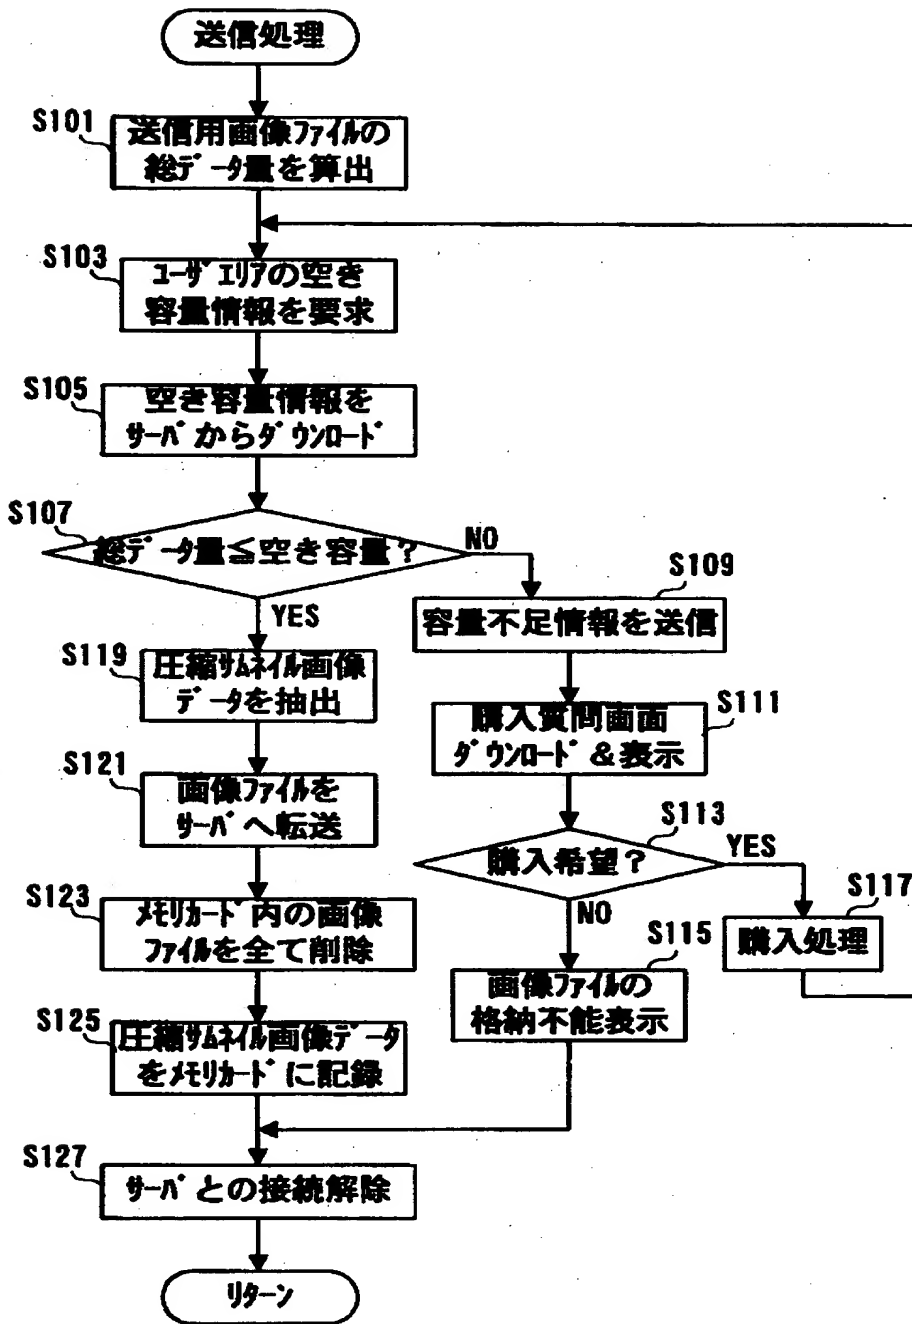 送信処理
S101
送信用画像ファイルの
総データ量を算出
S103
ユーザエリアの空き
容量情報を要求
S105
空き容量情報を
サーバからダウンロード
S107
総データ量≦空き容量?
NO
YES
S109
容量不足情報を送信
S111
購入質問画面
ダウンロード&表示
S113
購入希望?
YES
NO
S115
画像ファイルの
格納不能表示
S117
購入処理
S119
圧縮サムネイル画像
データを抽出
S121
画像ファイルを
サーバへ転送
S123
メモリカード内の画像
ファイルを全て削除
S125
圧縮サムネイル画像データ
をメモリカードに記録
S127
サーバとの接続解除
リターン